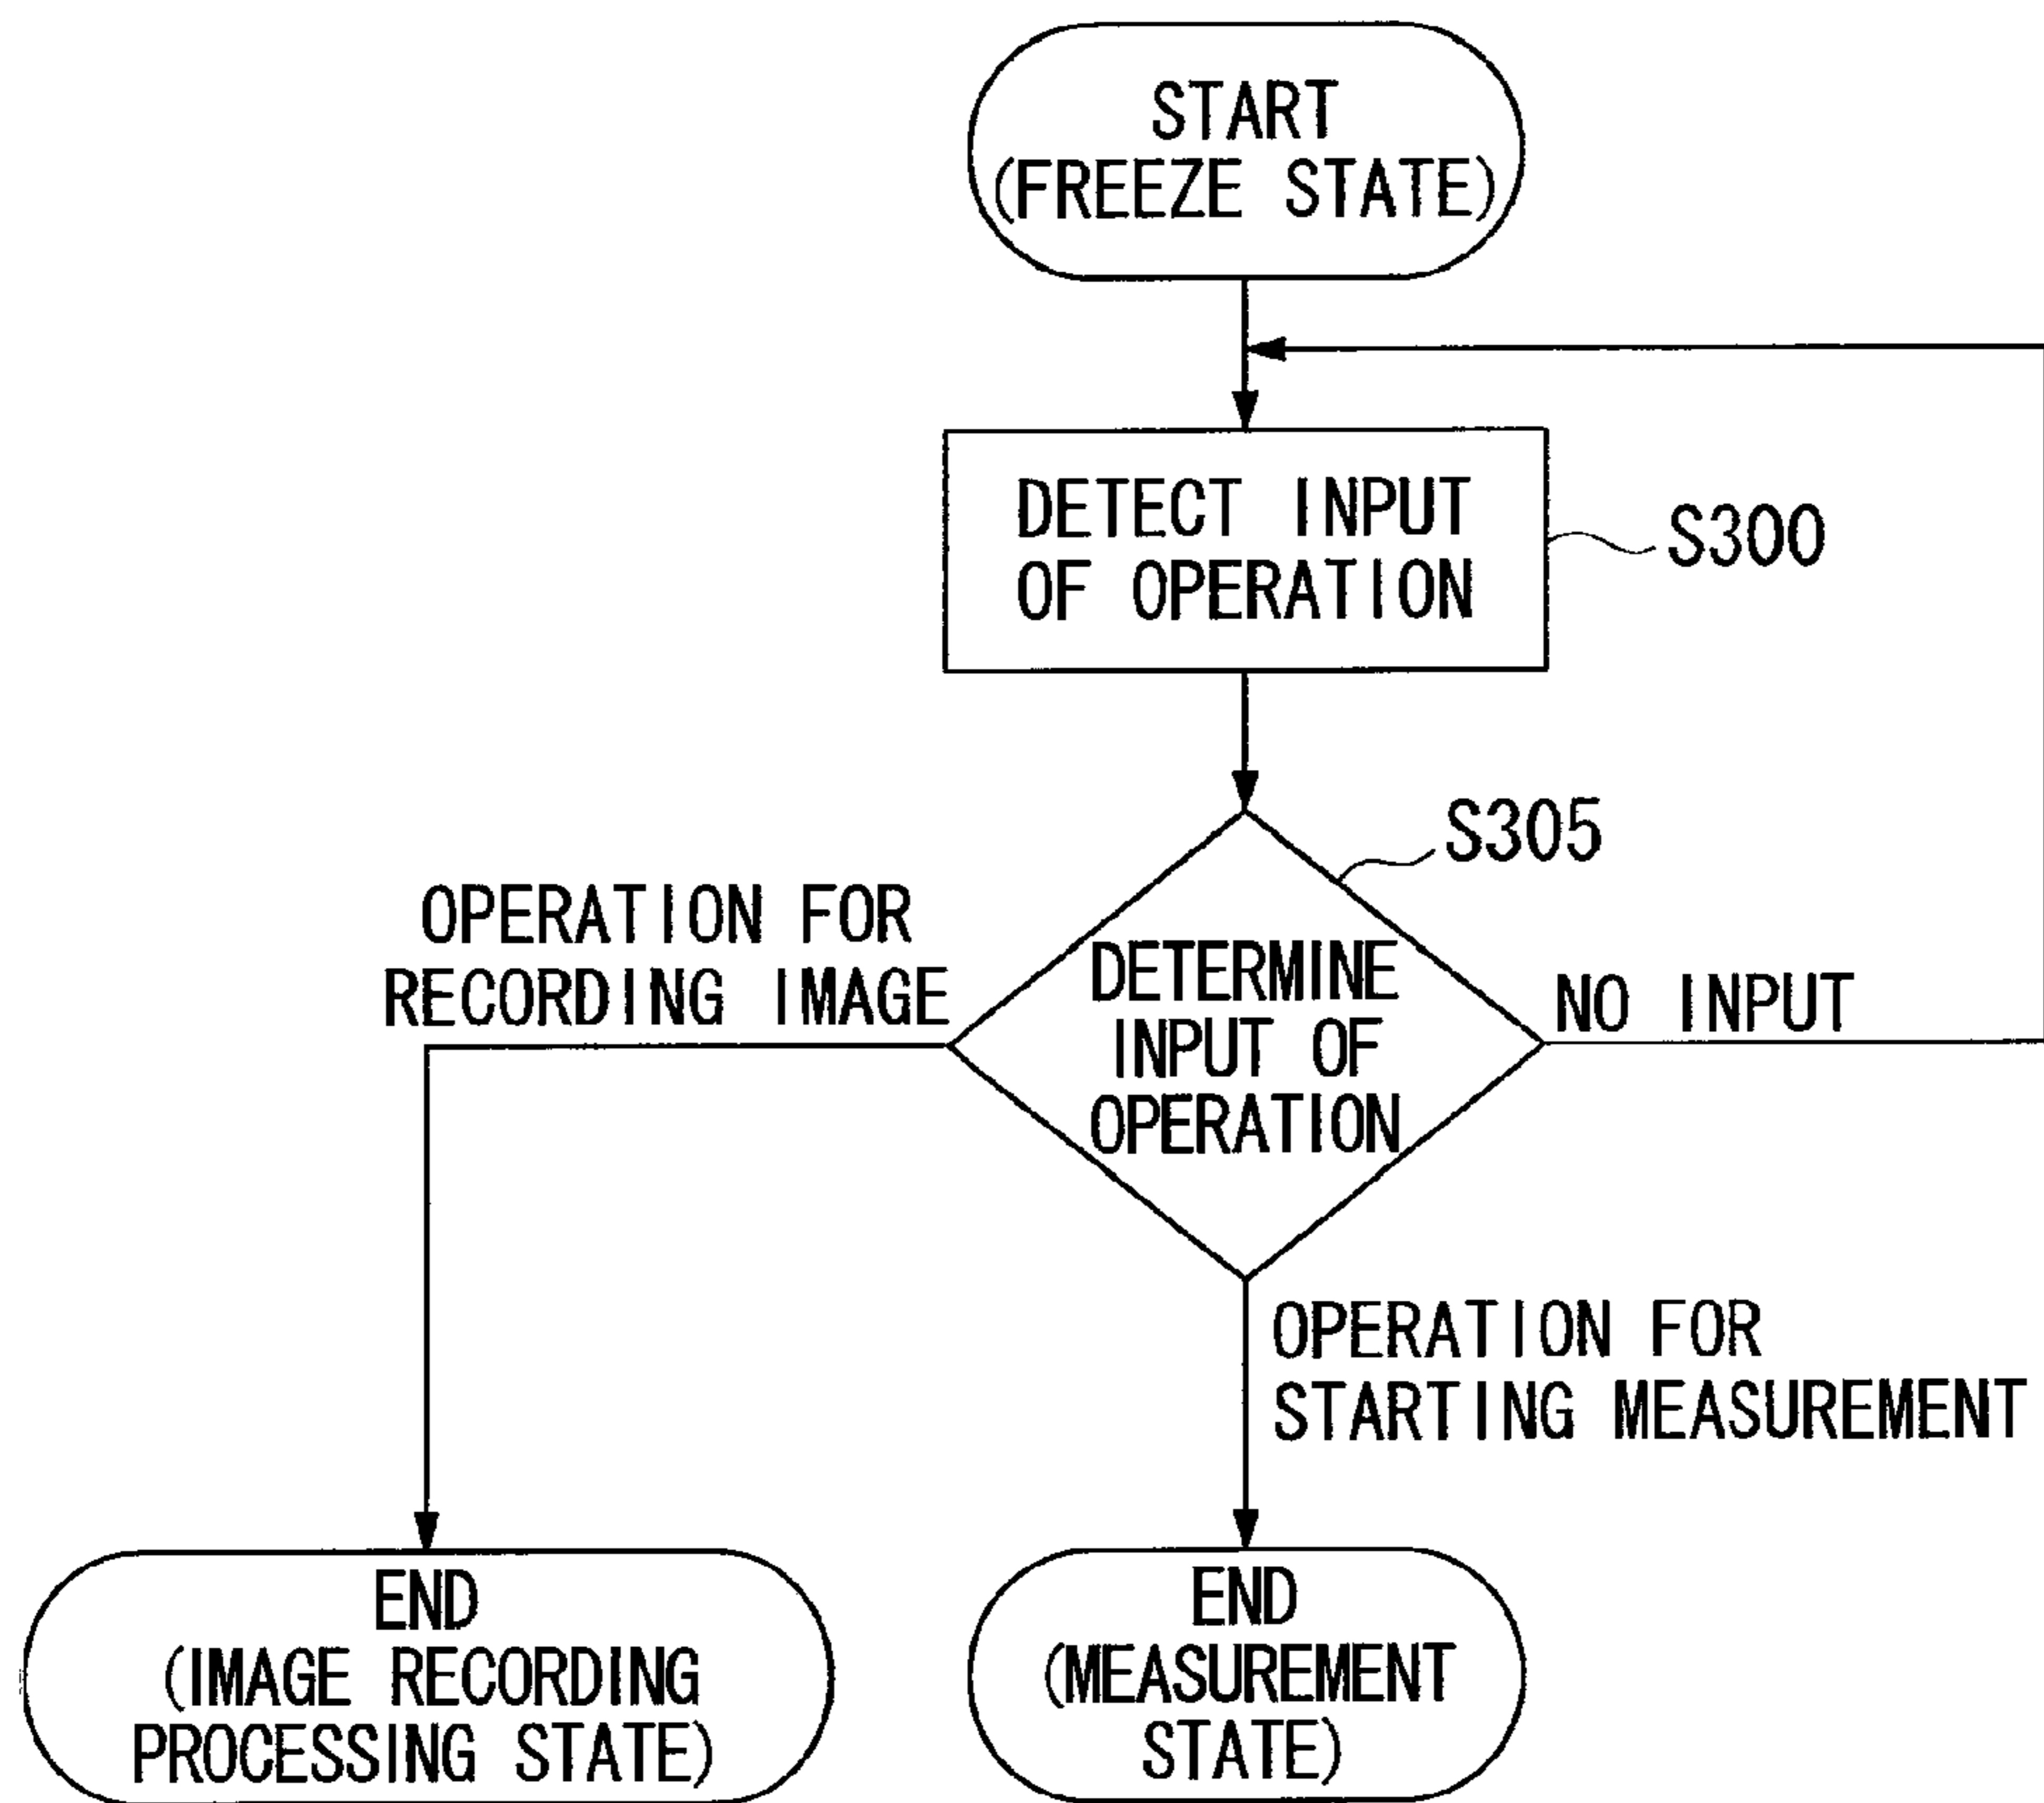 START
(FREEZE STATE)
DETECT INPUT
OF OPERATION
S300
S305
OPERATION FOR
RECORDING IMAGE
DETERMINE
INPUT OF
OPERATION
NO INPUT
OPERATION FOR
STARTING MEASUREMENT
END
(IMAGE RECORDING
PROCESSING STATE)
END
(MEASUREMENT
STATE)